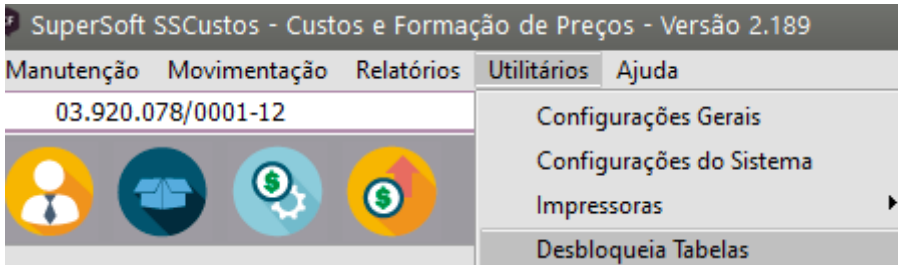 SuperSoft SSCustos - Custos e Formação de Preços - Versão 2.189
Manutenção Movimentação Relatórios Utilitários Ajuda
03.920.078/0001-12
Configurações Gerais
Configurações do Sistema
Impressoras
Desbloqueia Tabelas